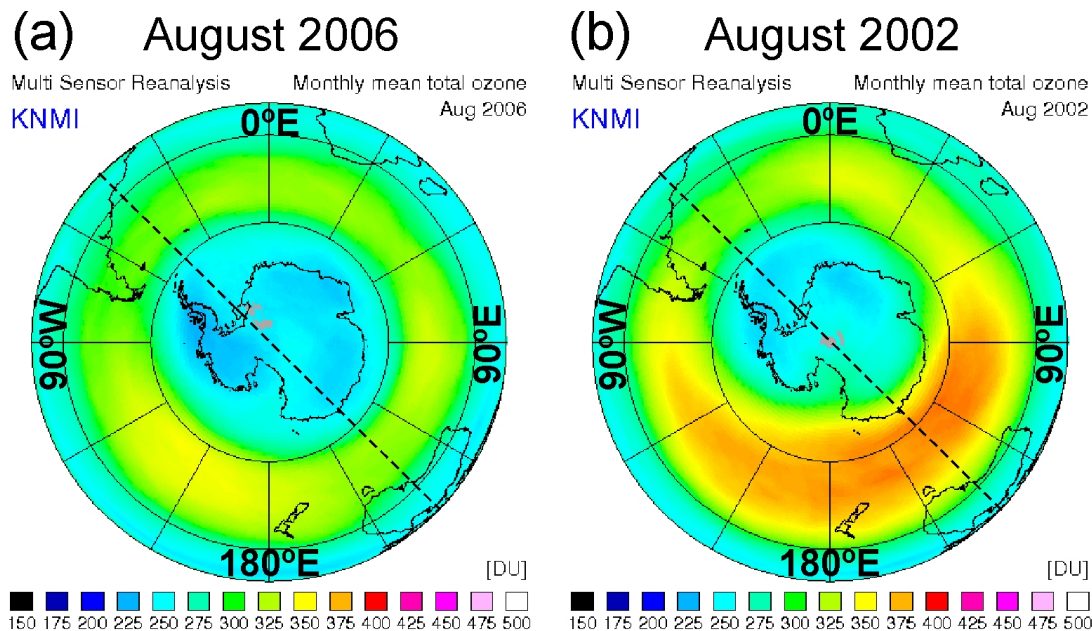 (a) August 2006
Multi Sensor Reanalysis Monthly mean total ozone
KNMI Aug 2006
0ºE
90ºW
90ºE
180ºE
[DU]
150 175 200 225 250 275 300 325 350 375 400 425 450 475 500
(b) August 2002
Multi Sensor Reanalysis Monthly mean total ozone
KNMI Aug 2002
0ºE
90ºW
90ºE
180ºE
[DU]
150 175 200 225 250 275 300 325 350 375 400 425 450 475 500